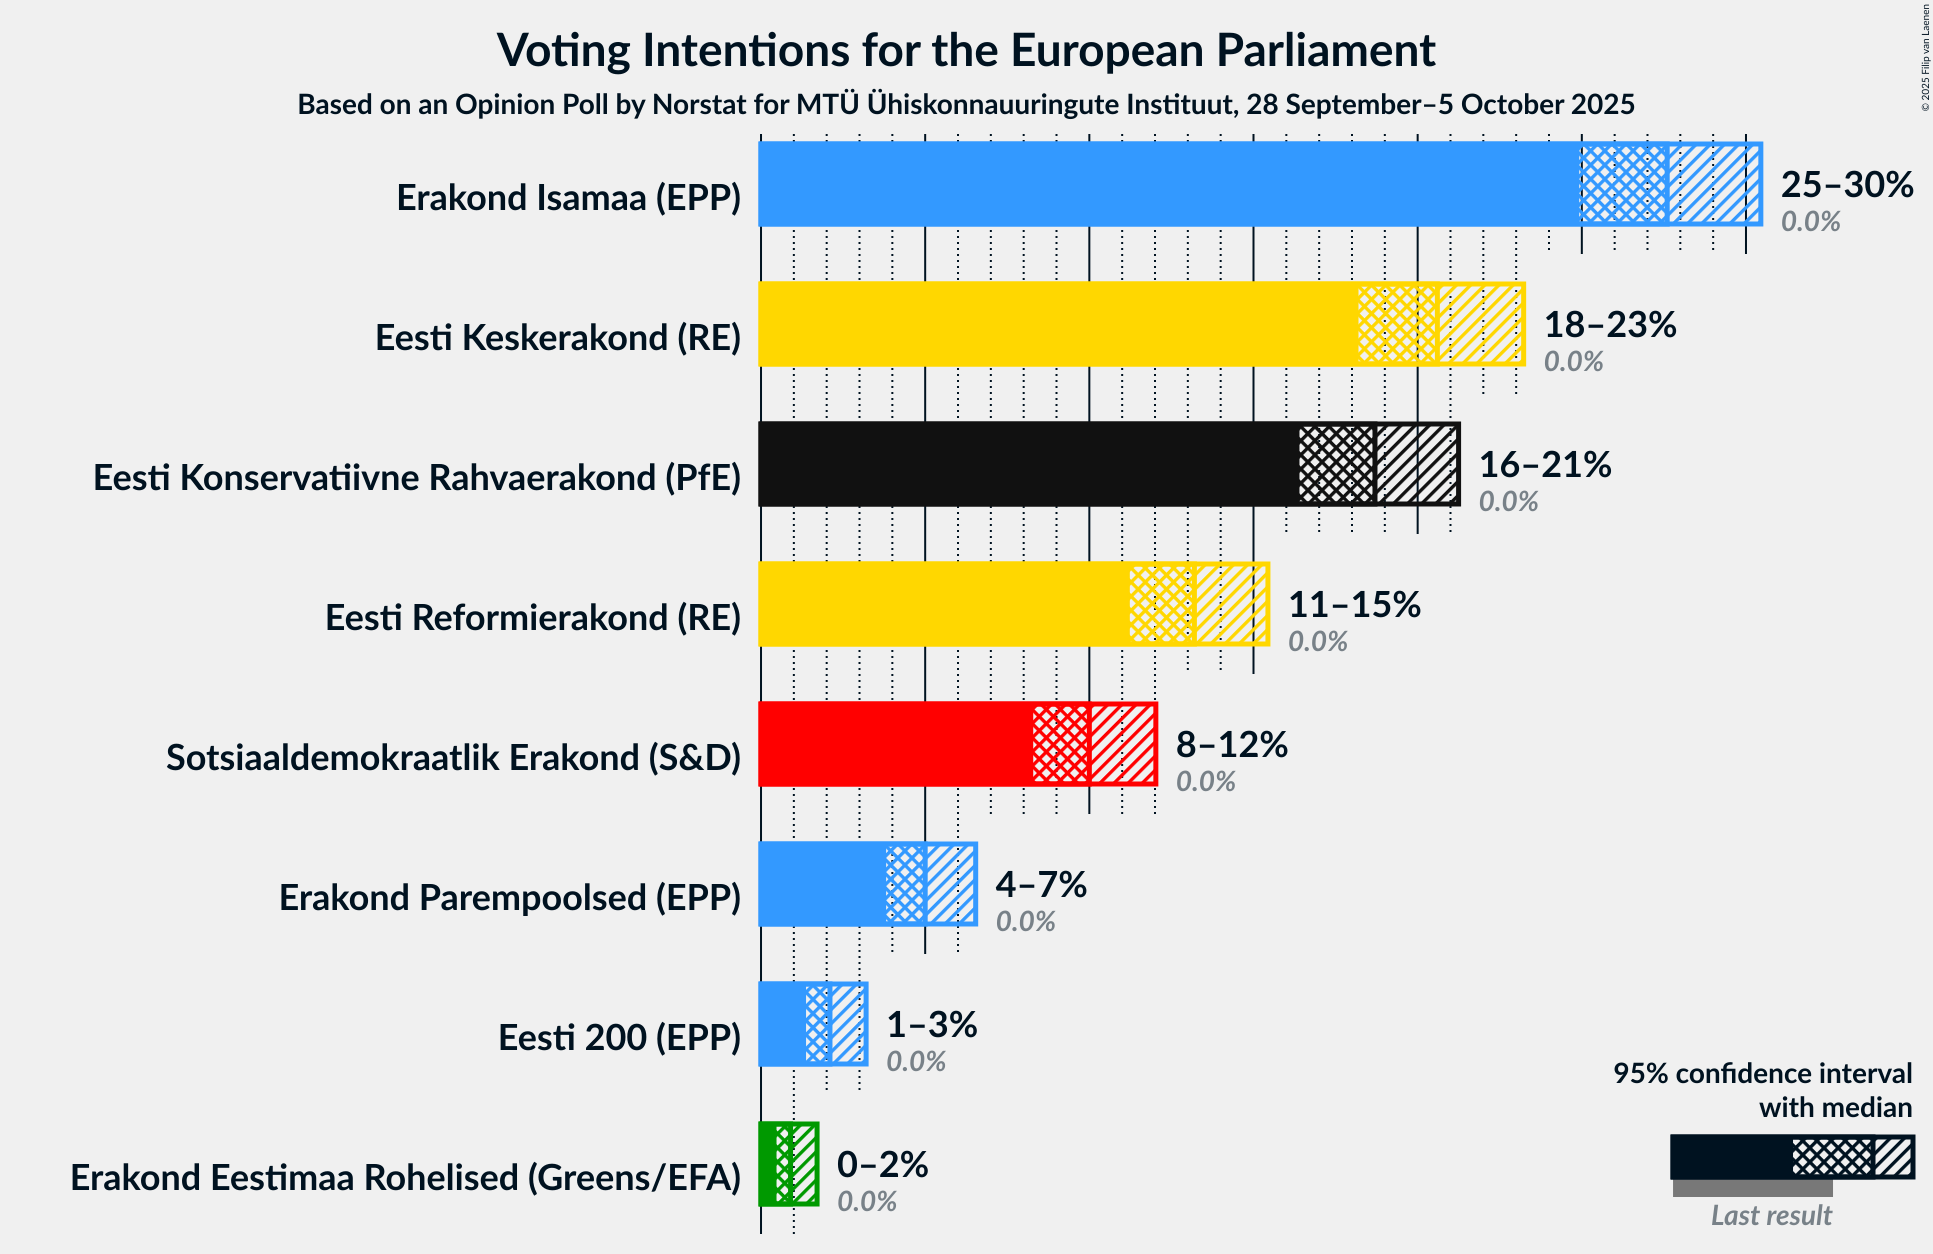 Voting Intentions for the European Parliament
Based on an Opinion Poll by Norstat for MTÜ Ühiskonnauuringute Instituut, 28 September–5 October 2025
© 2025 Filip van Laenen
Erakond Isamaa (EPP)
25–30%
0.0%
Eesti Keskerakond (RE)
18–23%
0.0%
Eesti Konservatiivne Rahvaerakond (PfE)
16–21%
0.0%
Eesti Reformierakond (RE)
11–15%
0.0%
Sotsiaaldemokraatlik Erakond (S&D)
8–12%
0.0%
Erakond Parempoolsed (EPP)
4–7%
0.0%
Eesti 200 (EPP)
1–3%
0.0%
Erakond Eestimaa Rohelised (Greens/EFA)
0–2%
0.0%
95% confidence interval
with median
Last result